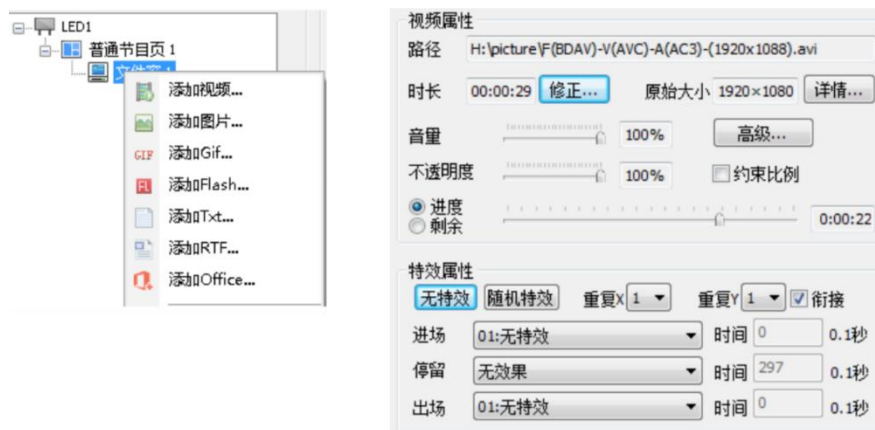 LED1
普通节目页 1
文件窗 1
添加视频...
添加图片...
GIF 添加Gif...
添加Flash...
添加Txt...
添加RTF...
添加Office...
视频属性
路径 H:\picture\F(BDAV)-V(AVC)-A(AC3)-(1920x1088).avi
时长 00:00:29 修正... 原始大小 1920×1080 详情...
音量 100% 高级...
不透明度 100% 约束比例
进度
剩余 0:00:22
特效属性
无特效 随机特效 重复X 1 重复Y 1 衔接
进场 01:无特效 时间 0 0.1秒
停留 无效果 时间 297 0.1秒
出场 01:无特效 时间 0 0.1秒